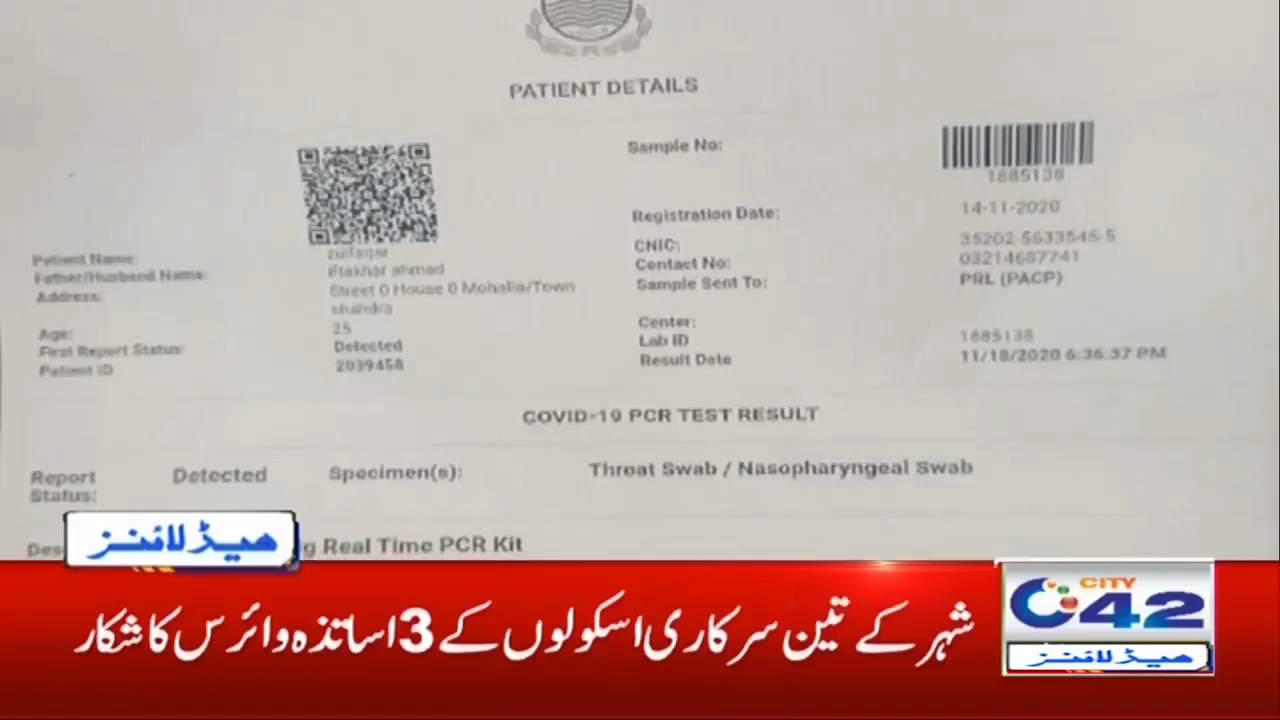 PATIENT DETAILS
Sample No:
1685138
Registration Date: 14-11-2020
Patient Name: zulfaqar
CNIC: 35202-5633546-5
Father/Husband Name: iftakhar ahmad
Contact No: 03214687741
Address: Street 0 House 0 Mohalla/Town
Sample Sent To: PRL (PACP)
shahdra
Age: 25
Center:
First Report Status: Detected
Lab ID 1685138
Patient ID 2039458
Result Date 11/18/2020 6:36:37 PM
COVID-19 PCR TEST RESULT
Report Status: Detected Specimen(s): Throat Swab / Nasopharyngeal Swab
Real Time PCR Kit
ہیڈلائنز
شہر کے تین سرکاری اسکولوں کے 3 اساتذہ وائرس کا شکار
CITY
42
ہیڈلائنز